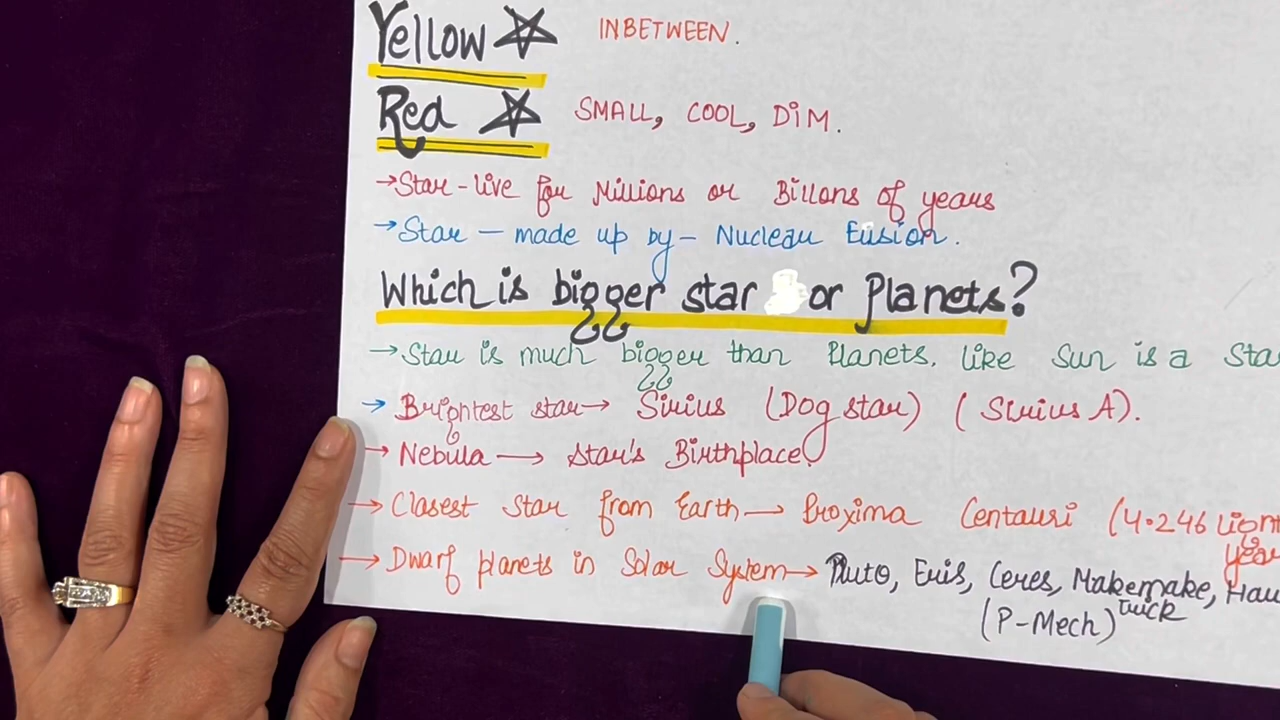 Yellow ☆ INBETWEEN.
Red ☆ SMALL, COOL, DIM.
→Star-live for Millions or Billons of years
→Star – made up by – Nuclear Fusion.
Which is bigger star or Planets?
→Star is much bigger than Planets. like Sun is a Sta
→ Brightest star→ Sirius (Dog star) (Sirius A).
→ Nebula → Star's Birthplace.
→ Closest Star from Earth → Proxima Centauri (4.246 Light
year
→ Dwarf planets in Solar System→ Pluto, Eris, Ceres, Makemake, Hau
(P-Mech) trick